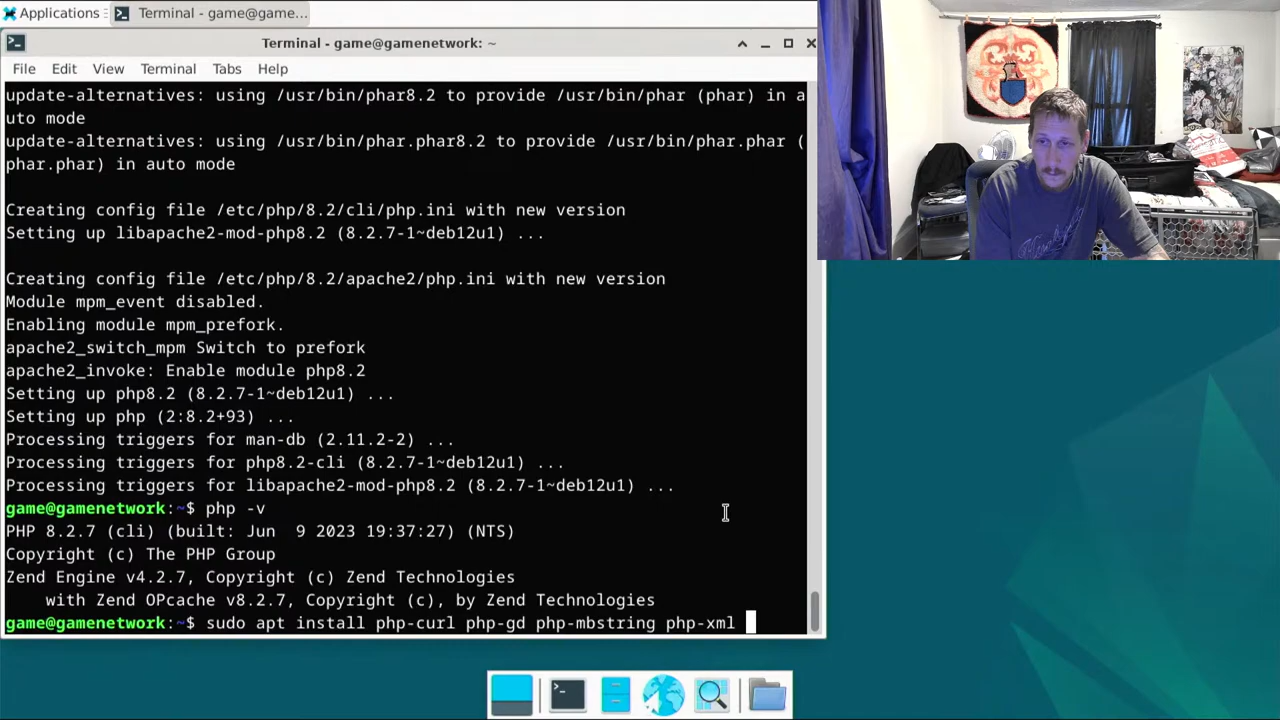 Applications
Terminal - game@game...
Terminal - game@gamenetwork: ~
File Edit View Terminal Tabs Help
update-alternatives: using /usr/bin/phar8.2 to provide /usr/bin/phar (phar) in a
uto mode
update-alternatives: using /usr/bin/phar.phar8.2 to provide /usr/bin/phar.phar (
phar.phar) in auto mode
Creating config file /etc/php/8.2/cli/php.ini with new version
Setting up libapache2-mod-php8.2 (8.2.7-1~deb12u1) ...
Creating config file /etc/php/8.2/apache2/php.ini with new version
Module mpm_event disabled.
Enabling module mpm_prefork.
apache2_switch_mpm Switch to prefork
apache2_invoke: Enable module php8.2
Setting up php8.2 (8.2.7-1~deb12u1) ...
Setting up php (2:8.2+93) ...
Processing triggers for man-db (2.11.2-2) ...
Processing triggers for php8.2-cli (8.2.7-1~deb12u1) ...
Processing triggers for libapache2-mod-php8.2 (8.2.7-1~deb12u1) ...
game@gamenetwork:~$ php -v
PHP 8.2.7 (cli) (built: Jun  9 2023 19:37:27) (NTS)
Copyright (c) The PHP Group
Zend Engine v4.2.7, Copyright (c) Zend Technologies
    with Zend OPcache v8.2.7, Copyright (c), by Zend Technologies
game@gamenetwork:~$ sudo apt install php-curl php-gd php-mbstring php-xml